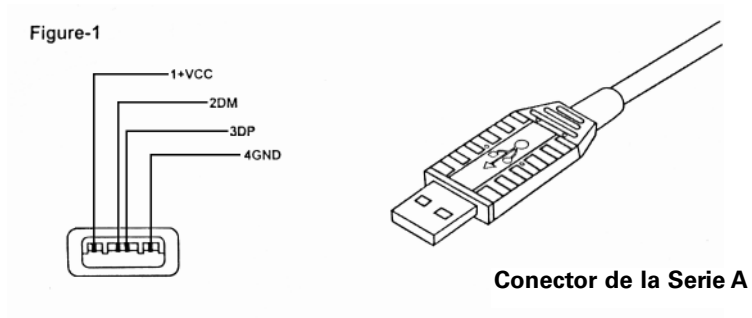 Figure-1
1+VCC
2DM
3DP
4GND
Conector de la Serie A